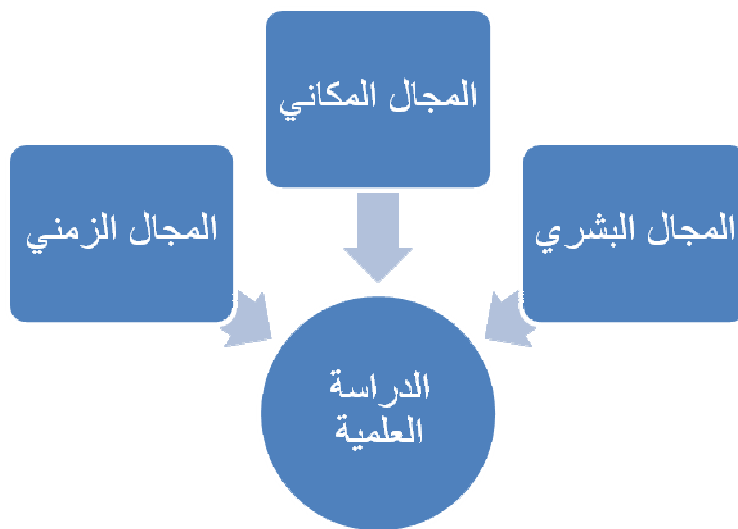 المجال المكاني
المجال البشري
المجال الزمني
الدراسة
العلمية